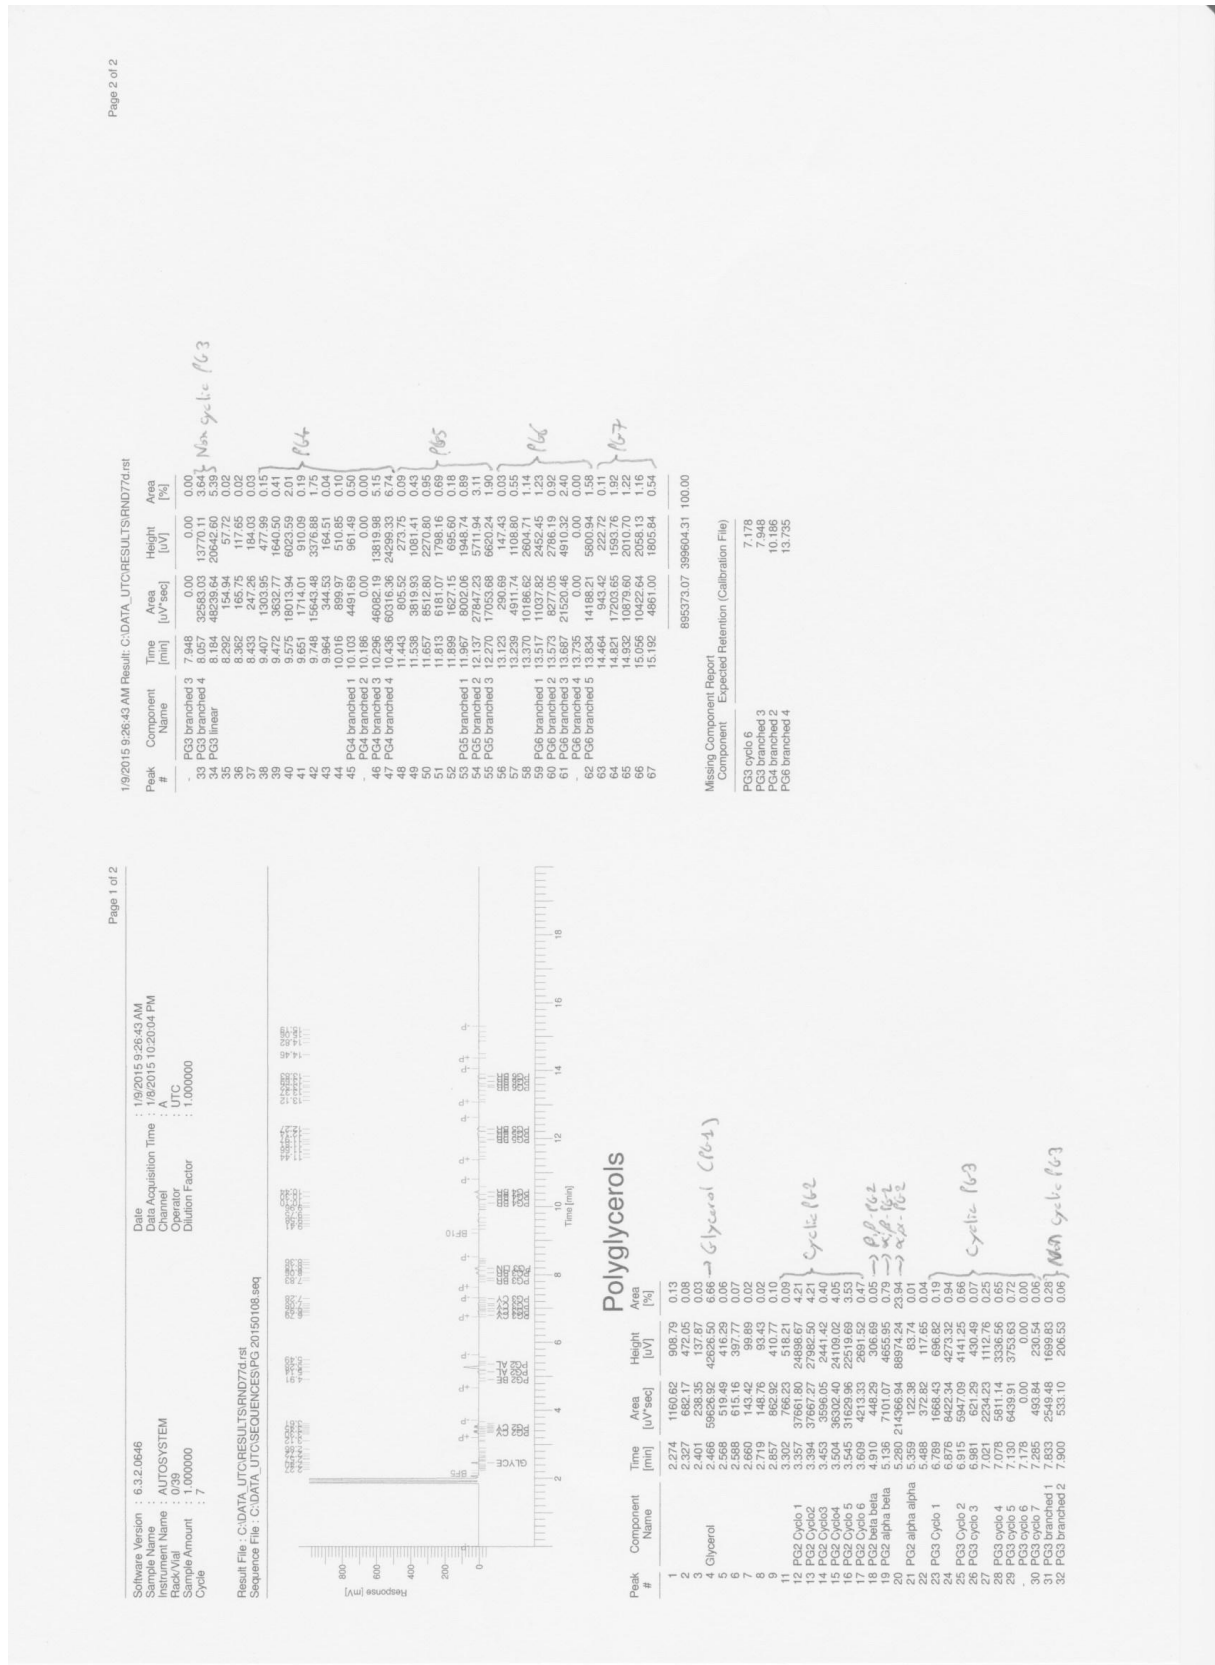 Page 1 of 2
Software Version : 6.3.2.0646 Date : 1/9/2015 9:26:43 AM
Sample Name : Data Acquisition Time : 1/8/2015 10:20:04 PM
Instrument Name : AUTOSYSTEM Channel : A
Rack/Vial : 0/39 Operator : UTC
Sample Amount : 1.000000 Dilution Factor : 1.000000
Cycle : 7
Result File : C:\DATA_UTC\RESULTS\RND77d.rst
Sequence File : C:\DATA_UTC\SEQUENCES\PG 20150108.seq
Response [mV]
800
600
400
200
0
2 4 6 8 10 12 14 16 18
Time [min]
Polyglycerols
Peak Component Time Area Height Area
# Name [min] [uV*sec] [uV] [%]
1 2.274 1160.62 908.79 0.13
2 2.327 682.17 472.05 0.08
3 2.401 238.35 137.87 0.03
4 Glycerol 2.466 59626.92 42626.50 6.66 → Glycerol (PG1)
5 2.568 519.49 416.29 0.06
6 2.588 615.16 397.77 0.07
7 2.660 143.42 99.89 0.02
8 2.719 148.76 93.43 0.02
9 2.857 862.92 410.77 0.10
11 3.302 766.23 518.21 0.09
12 PG2 Cyclo 1 3.357 37661.80 24898.67 4.21
13 PG2 Cyclo2 3.394 37667.27 27982.50 4.21
14 PG2 Cyclo3 3.453 3596.05 2441.42 0.40 Cyclic PG2
15 PG2 Cyclo4 3.504 36302.40 24109.02 4.05
16 PG2 Cyclo 5 3.545 31629.96 22519.69 3.53
17 PG2 Cyclo 6 3.609 4213.33 2691.52 0.47
18 PG2 beta beta 4.910 448.29 306.69 0.05 → β,β-PG2
19 PG2 alpha beta 5.136 7101.07 4655.95 0.79 → α,β-PG2
20 5.280 214386.94 88974.24 23.94 → α,α-PG2
21 PG2 alpha alpha 5.359 122.38 83.74 0.01
22 5.488 372.82 117.65 0.04
23 PG3 Cyclo 1 6.789 1668.43 696.82 0.19
24 6.876 8422.34 4273.32 0.94
25 PG3 Cyclo 2 6.915 5947.09 4141.25 0.66
26 PG3 cyclo 3 6.981 621.29 430.49 0.07 Cyclic PG3
27 7.021 2234.23 1112.76 0.25
28 PG3 cyclo 4 7.078 5811.14 3336.56 0.65
29 PG3 cyclo 5 7.130 6439.91 3753.63 0.72
- PG3 cyclo 6 7.178 0.00 0.00 0.00
30 PG3 cyclo 7 7.285 493.84 230.54 0.06
31 PG3 branched 1 7.833 2549.48 1699.83 0.28
32 PG3 branched 2 7.900 533.10 206.53 0.06 Non cyclic PG3
Page 2 of 2
1/9/2015 9:26:43 AM Result: C:\DATA_UTC\RESULTS\RND77d.rst
Peak Component Time Area Height Area
# Name [min] [uV*sec] [uV] [%]
- PG3 branched 3 7.948 0.00 0.00 0.00
33 PG3 branched 4 8.057 32583.03 13770.11 3.64 Non cyclic PG3
34 PG3 linear 8.184 48239.64 20642.60 5.39
35 8.292 154.94 57.72 0.02
36 8.362 165.75 117.65 0.02
37 8.433 247.26 184.03 0.03
38 9.407 1303.95 477.99 0.15
39 9.472 3632.77 1640.50 0.41
40 9.575 18013.94 6023.59 2.01
41 9.651 1714.01 910.09 0.19 PG4
42 9.748 15643.48 3376.88 1.75
43 9.964 344.53 164.51 0.04
44 10.016 899.97 510.85 0.10
45 PG4 branched 1 10.103 4491.69 961.49 0.50
- PG4 branched 2 10.186 0.00 0.00 0.00
46 PG4 branched 3 10.296 46082.19 13819.98 5.15
47 PG4 branched 4 10.436 60316.36 24299.33 6.74
48 11.443 805.52 273.75 0.09
49 11.538 3819.93 1081.41 0.43
50 11.657 8512.80 2270.80 0.95
51 11.813 6181.07 1798.16 0.69 PG5
52 11.899 1627.15 695.60 0.18
53 PG5 branched 1 11.967 8002.06 1948.74 0.89
54 PG5 branched 2 12.137 27847.23 5711.94 3.11
55 PG5 branched 3 12.270 17053.68 6620.24 1.90
56 13.123 290.69 147.43 0.03
57 13.239 4911.74 1108.80 0.55
58 13.370 10186.62 2604.71 1.14
59 PG6 branched 1 13.517 11037.82 2452.45 1.23 PG6
60 PG6 branched 2 13.573 8277.05 2786.19 0.92
61 PG6 branched 3 13.687 21520.46 4910.32 2.40
- PG6 branched 4 13.735 0.00 0.00 0.00
62 PG6 branched 5 13.834 14188.21 5800.94 1.58
63 14.464 943.42 222.72 0.11
64 14.821 17203.65 1593.76 1.92 PG7
65 14.932 10879.60 2010.70 1.22
66 15.056 10422.64 2058.13 1.16
67 15.192 4861.00 1805.84 0.54
895373.07 399604.31 100.00
Missing Component Report
Component Expected Retention (Calibration File)
PG3 cyclo 6 7.178
PG3 branched 3 7.948
PG4 branched 2 10.186
PG6 branched 4 13.735